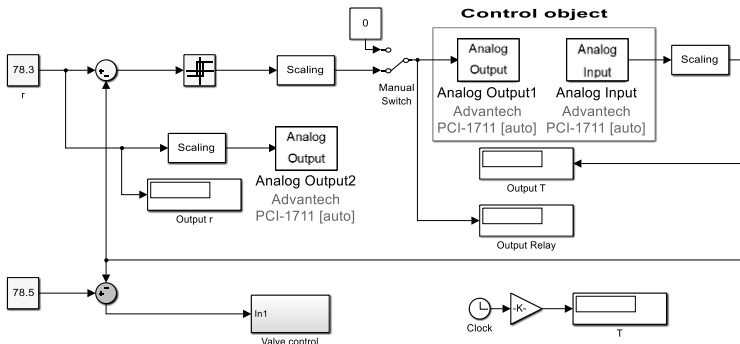 Control object
0
78.3
r
Scaling
Manual
Switch
Analog
Output
Analog Output1
Advantech
PCI-1711 [auto]
Analog
Input
Analog Input
Advantech
PCI-1711 [auto]
Scaling
Scaling
Analog
Output
Analog Output2
Advantech
PCI-1711 [auto]
Output r
Output T
Output Relay
78.5
In1
Valve control
Clock
-K-
T